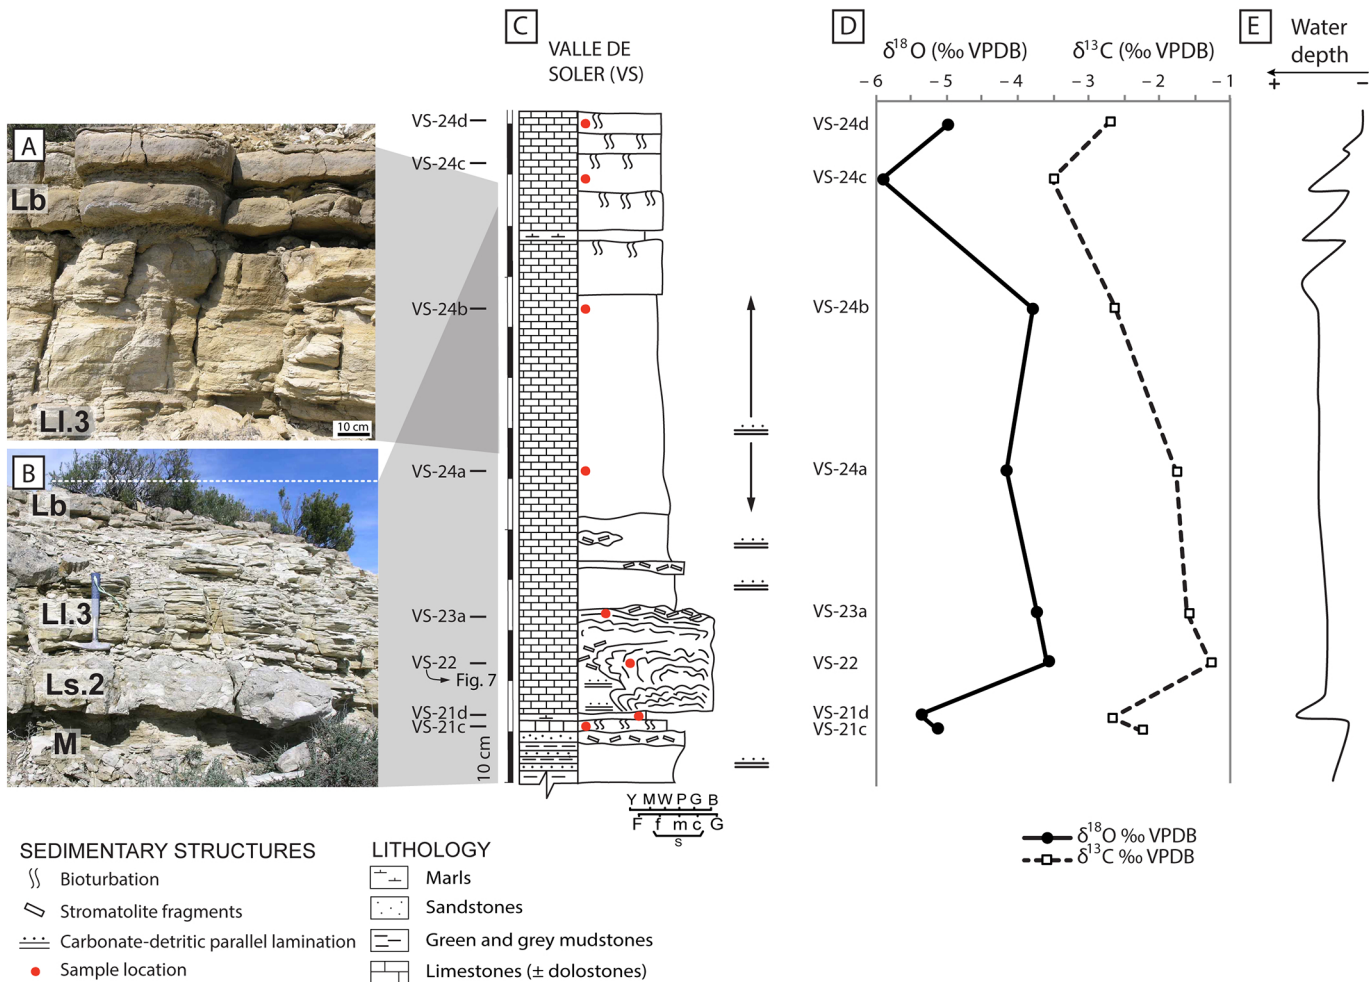 A
Lb
Ll.3
10 cm
B
Lb
Ll.3
Ls.2
M
C
VALLE DE
SOLER (VS)
VS-24d
VS-24c
VS-24b
VS-24a
VS-23a
VS-22
Fig.7
VS-21d
VS-21c
10 cm
Y M W P G B
F f m c G
s
D
δ18O (‰ VPDB) δ13C (‰ VPDB)
-6 -5 -4 -3 -2 -1
VS-24d
VS-24c
VS-24b
VS-24a
VS-23a
VS-22
VS-21d
VS-21c
δ18O ‰ VPDB
δ13C ‰ VPDB
E
Water
depth
+ -
SEDIMENTARY STRUCTURES
Bioturbation
Stromatolite fragments
Carbonate-detritic parallel lamination
Sample location
LITHOLOGY
Marls
Sandstones
Green and grey mudstones
Limestones (± dolostones)